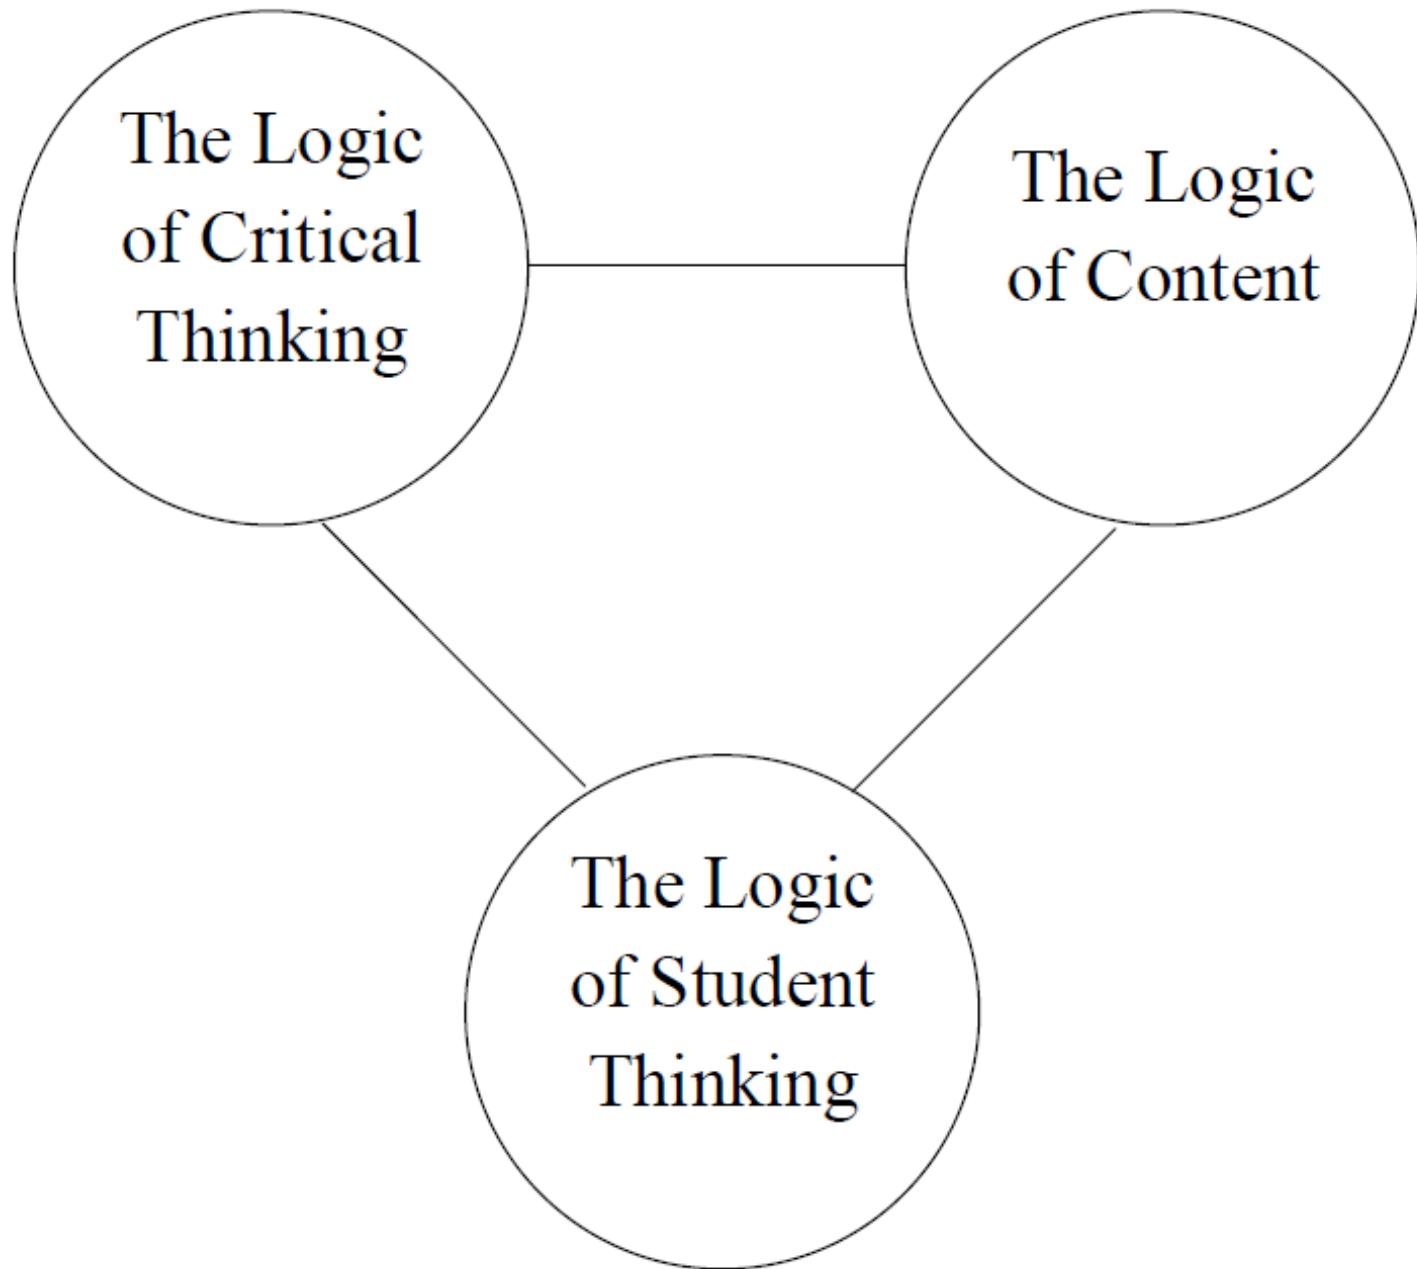 The Logic
of Critical
Thinking
The Logic
of Content
The Logic
of Student
Thinking